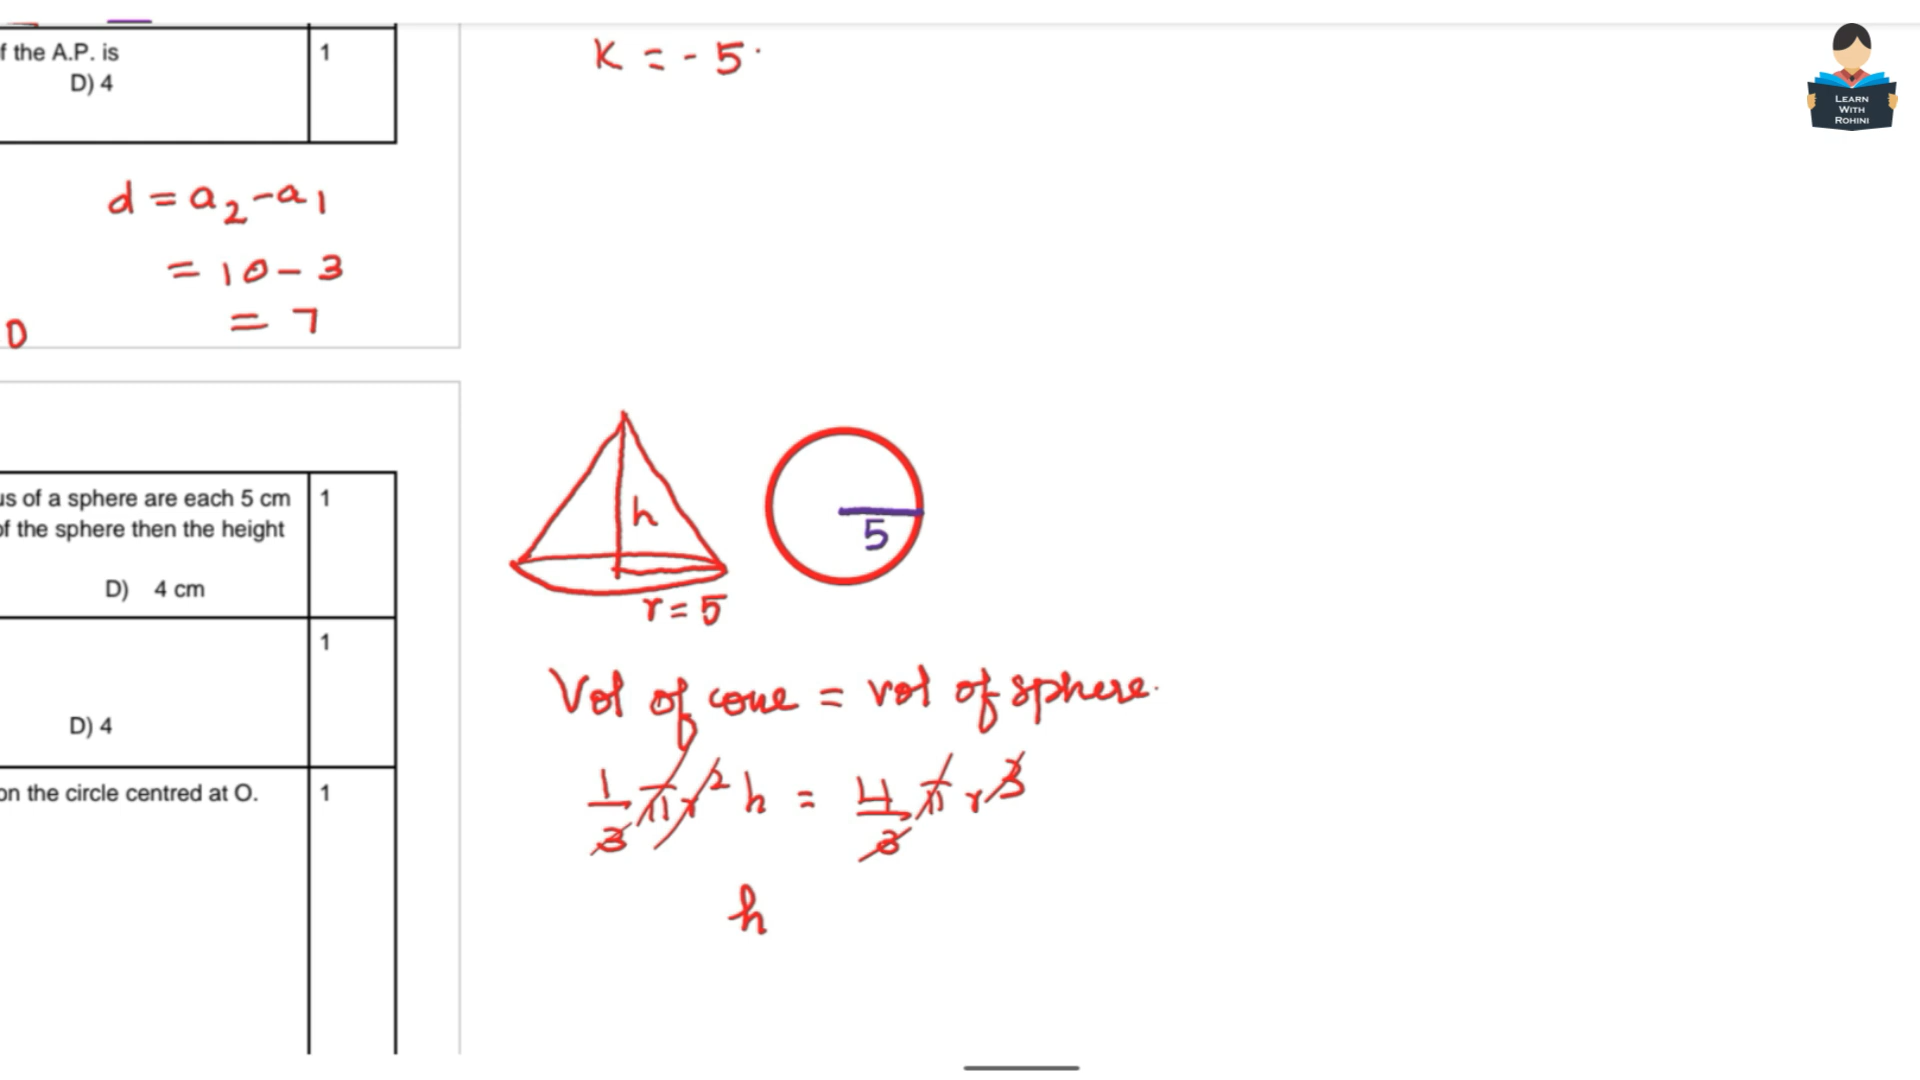 f the A.P. is
1
D) 4
K = - 5
LEARN
WITH
ROHINI
d = a₂ - a₁
= 10 - 3
= 7
D
us of a sphere are each 5 cm
1
of the sphere then the height
D) 4 cm
1
D) 4
on the circle centred at O.
1
h
5
r = 5
Vol of cone = vol of sphere.
1/3 π r² h = 4/3 π r³
h